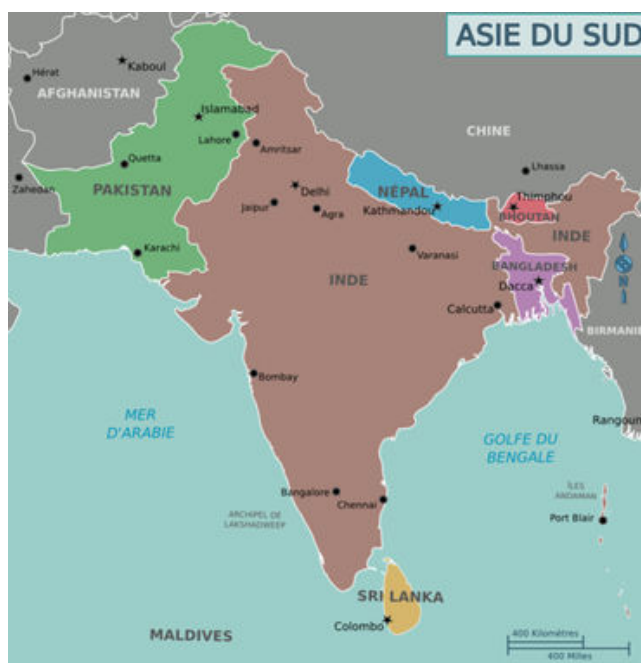 ASIE DU SUD
Kaboul
Hérat
AFGHANISTAN
Islamabad
CHINE
Lahore
Amritsar
Quetta
Lhassa
Zahedan
PAKISTAN
Delhi
NÉPAL
Thimphou
Jaipur
Agra
Kathmandou
BHOUTAN
INDE
Karachi
Varanasi
BANGLADESH
INDE
Dacca
N
Calcutta
BIRMANIE
Bombay
MER
D'ARABIE
GOLFE DU
BENGALE
Rangoun
Bangalore
Chennai
ÎLES
ANDAMAN
ARCHIPEL DE
LAKSHADWEEP
Port Blair
SRI LANKA
Colombo
MALDIVES
400 Kilomètres
400 Milles